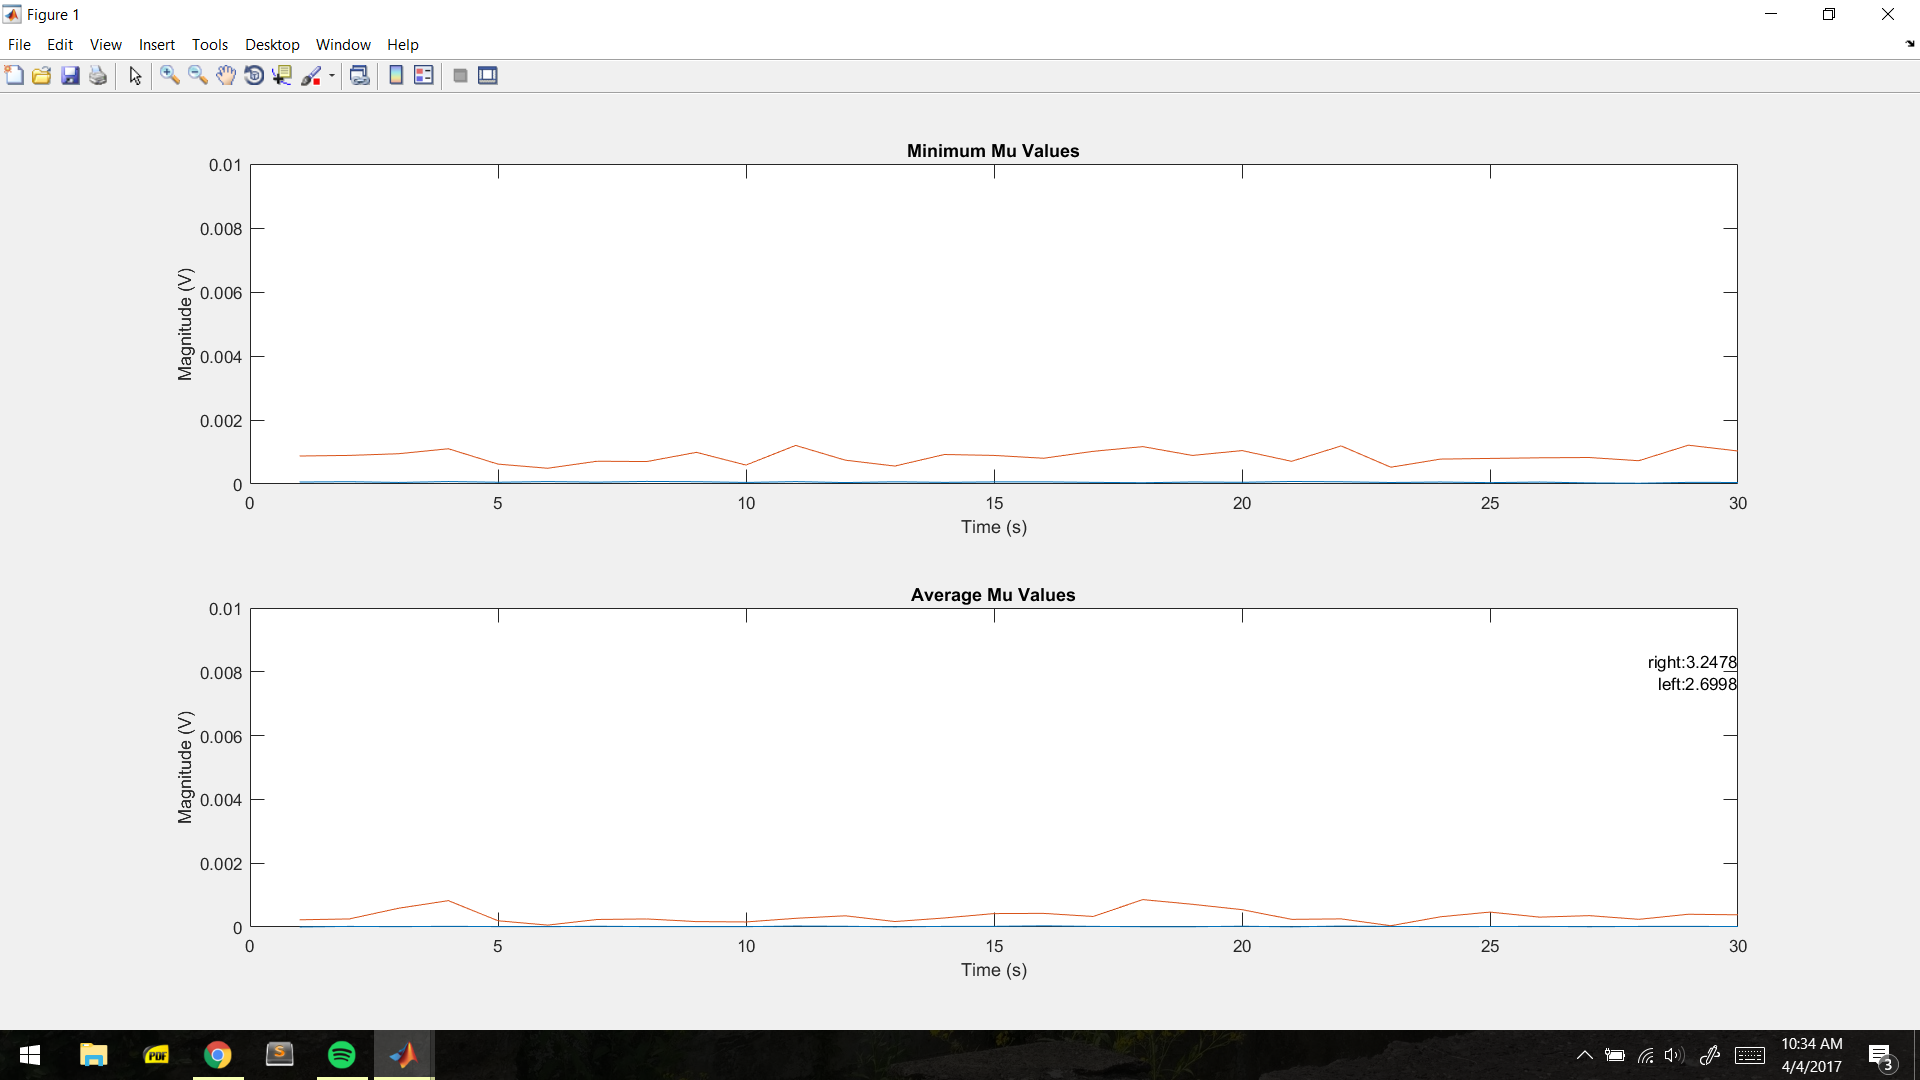 Figure 1
File Edit View Insert Tools Desktop Window Help
Minimum Mu Values
0.01
0.008
0.006
0.004
0.002
0
Magnitude (V)
0 5 10 15 20 25 30
Time (s)
Average Mu Values
0.01
0.008
0.006
0.004
0.002
0
Magnitude (V)
right:3.2478
left:2.6998
0 5 10 15 20 25 30
Time (s)
PDF
S
10:34 AM
4/4/2017
3